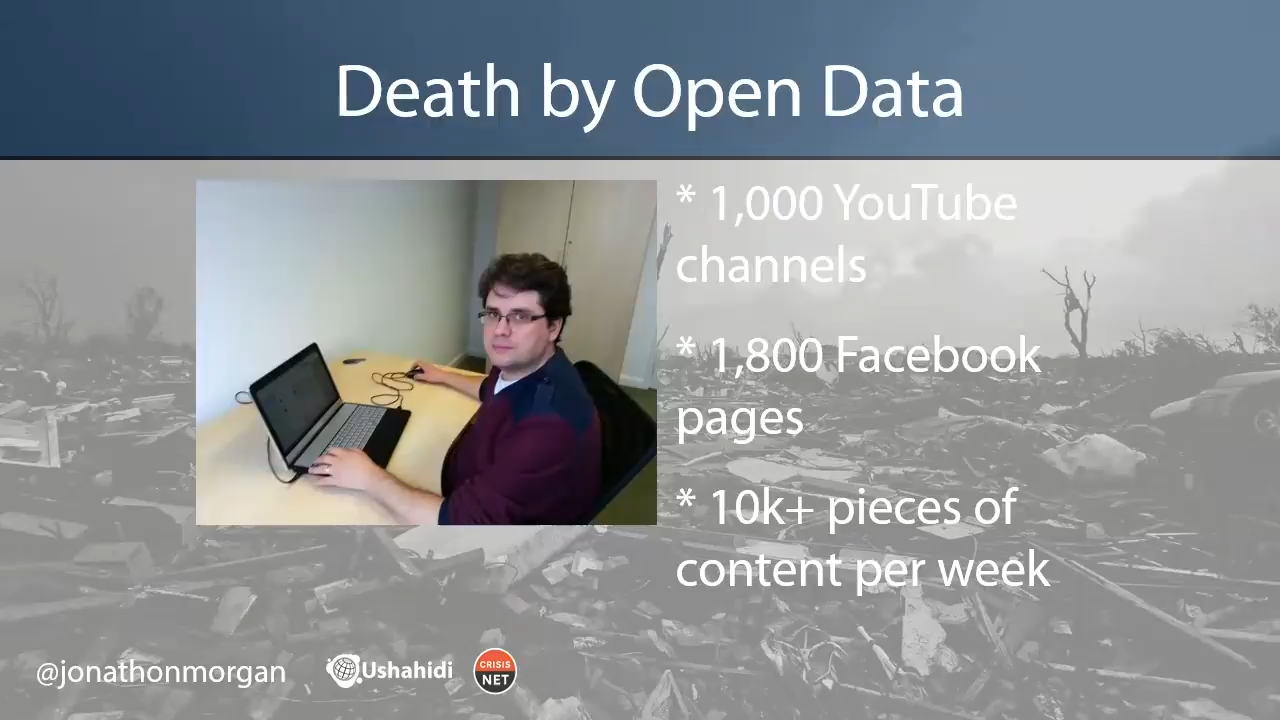 Death by Open Data
* 1,000 YouTube
channels
* 1,800 Facebook
pages
* 10k+ pieces of
content per week
@jonathonmorgan
Ushahidi
CRISIS
NET